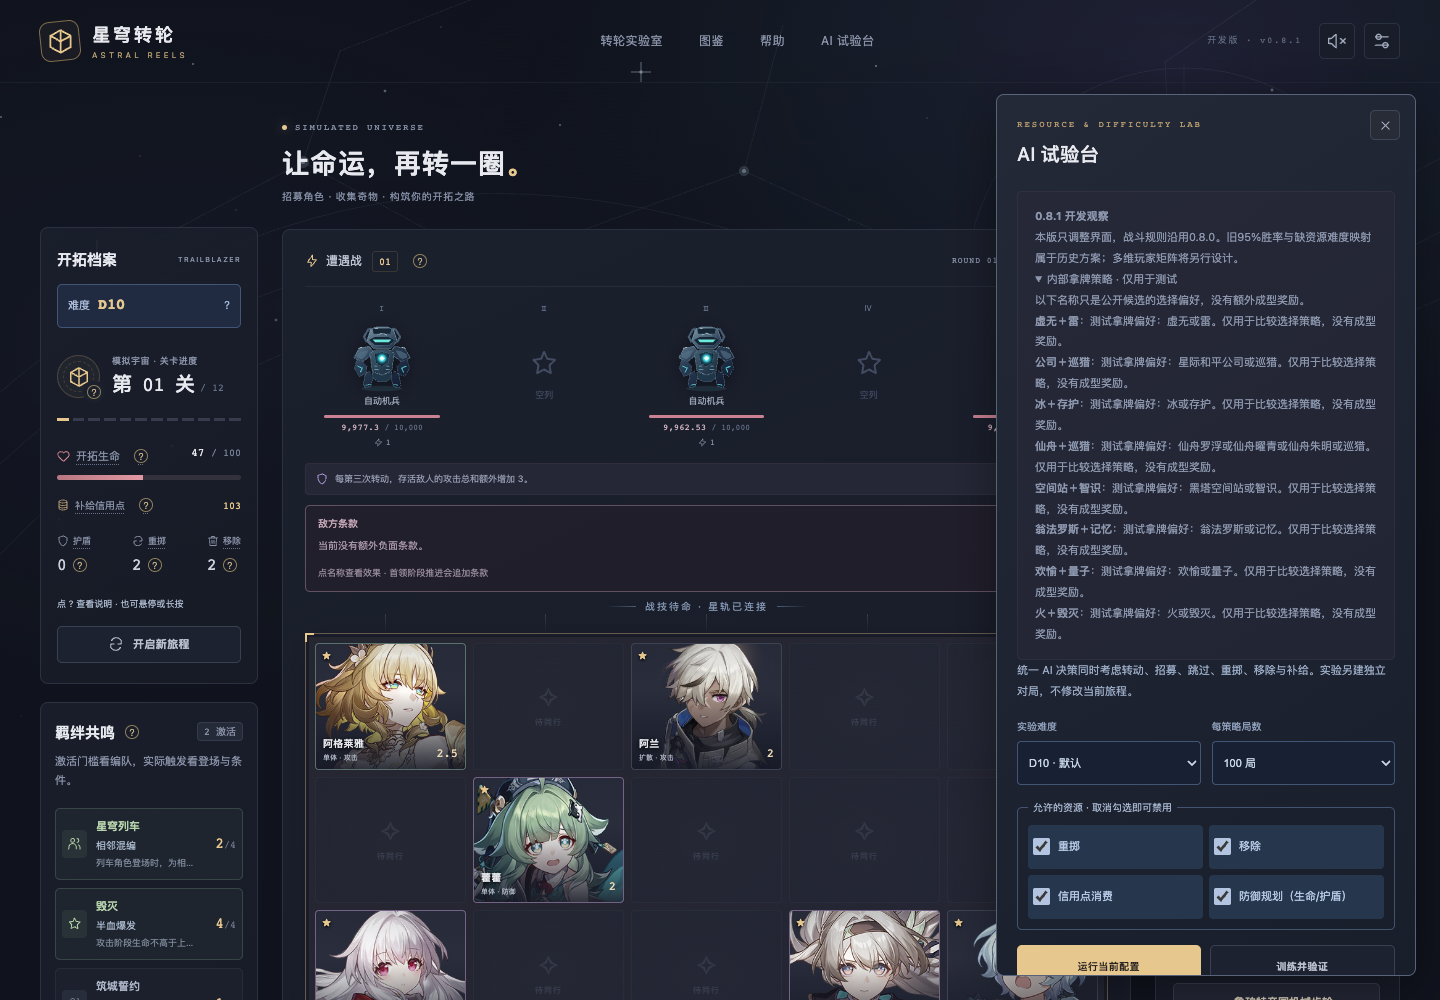 星穹转轮
ASTRAL REELS
转轮实验室
图鉴
帮助
AI 试验台
开发版 · v0.8.1
SIMULATED UNIVERSE
让命运，再转一圈。
招募角色 · 收集奇物 · 构筑你的开拓之路
开拓档案
TRAILBLAZER
难度 D10
?
模拟宇宙 · 关卡进度
第 01 关 / 12
?
开拓生命 ?
47 / 100
补给信用点 ?
103
护盾
重掷
移除
0 ?
2 ?
2 ?
点 ? 查看说明 · 也可悬停或长按
开启新旅程
羁绊共鸣 ?
2 激活
激活门槛看编队，实际触发看登场与条件。
星穹列车
相邻混编
列车角色登场时，为相...
2/4
毁灭
半血爆发
攻击阶段生命不高于上...
4/4
筑城誓约
遭遇战 01 ?
ROUND 01
I
II
III
IV
自动机兵
9,977.3 / 10,000
1
空列
自动机兵
9,962.53 / 10,000
1
空列
9,
每第三次转动，存活敌人的攻击总和额外增加 3。
敌方条款
当前没有额外负面条款。
点名称查看效果 · 首领阶段推进会追加条款
战技待命 · 星轨已连接
阿格莱雅
单体 · 攻击
2.5
待同行
阿兰
扩散 · 攻击
2
待同行
待同行
藿藿
单体 · 防御
2
待同行
待同行
待同行
待同行
RESOURCE & DIFFICULTY LAB
AI 试验台
0.8.1 开发观察
本版只调整界面，战斗规则沿用0.8.0。旧95%胜率与缺资源难度映射
属于历史方案；多维玩家矩阵将另行设计。
▼ 内部拿牌策略 · 仅用于测试
以下名称只是公开候选的选择偏好，没有额外成型奖励。
虚无＋雷：测试拿牌偏好：虚无或雷。仅用于比较选择策略，没有成型
奖励。
公司＋巡猎：测试拿牌偏好：星际和平公司或巡猎。仅用于比较选择策
略，没有成型奖励。
冰＋存护：测试拿牌偏好：冰或存护。仅用于比较选择策略，没有成型
奖励。
仙舟＋巡猎：测试拿牌偏好：仙舟罗浮或仙舟曜青或仙舟朱明或巡猎。
仅用于比较选择策略，没有成型奖励。
空间站＋智识：测试拿牌偏好：黑塔空间站或智识。仅用于比较选择策
略，没有成型奖励。
翁法罗斯＋记忆：测试拿牌偏好：翁法罗斯或记忆。仅用于比较选择策
略，没有成型奖励。
欢愉＋量子：测试拿牌偏好：欢愉或量子。仅用于比较选择策略，没有
成型奖励。
火＋毁灭：测试拿牌偏好：火或毁灭。仅用于比较选择策略，没有成型
奖励。
统一 AI 决策同时考虑转动、招募、跳过、重掷、移除与补给。实验另建独立
对局，不修改当前旅程。
实验难度
每策略局数
D10 · 默认
100 局
允许的资源 · 取消勾选即可禁用
重掷
移除
信用点消费
防御规划（生命/护盾）
运行当前配置
训练并验证